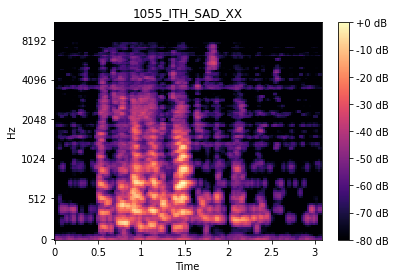 1055_ITH_SAD_XX
+0 dB
8192
-10 dB
4096
-20 dB
-30 dB
2048
Hz
-40 dB
1024
-50 dB
512
-60 dB
-70 dB
0
-80 dB
0 0.5 1 1.5 2 2.5 3
Time